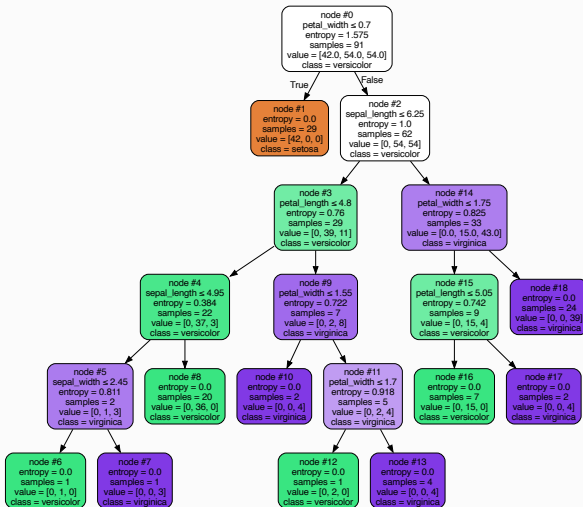 node #0
petal_width ≤ 0.7
entropy = 1.575
samples = 91
value = [42.0, 54.0, 54.0]
class = versicolor
True
False
node #1
entropy = 0.0
samples = 29
value = [42, 0, 0]
class = setosa
node #2
sepal_length ≤ 6.25
entropy = 1.0
samples = 62
value = [0, 54, 54]
class = versicolor
node #3
petal_length ≤ 4.8
entropy = 0.76
samples = 29
value = [0, 39, 11]
class = versicolor
node #14
petal_width ≤ 1.75
entropy = 0.825
samples = 33
value = [0.0, 15.0, 43.0]
class = virginica
node #4
sepal_length ≤ 4.95
entropy = 0.384
samples = 22
value = [0, 37, 3]
class = versicolor
node #9
petal_width ≤ 1.55
entropy = 0.722
samples = 7
value = [0, 2, 8]
class = virginica
node #15
petal_length ≤ 5.05
entropy = 0.742
samples = 9
value = [0, 15, 4]
class = versicolor
node #18
entropy = 0.0
samples = 24
value = [0, 0, 39]
class = virginica
node #5
sepal_width ≤ 2.45
entropy = 0.811
samples = 2
value = [0, 1, 3]
class = virginica
node #8
entropy = 0.0
samples = 20
value = [0, 36, 0]
class = versicolor
node #10
entropy = 0.0
samples = 2
value = [0, 0, 4]
class = virginica
node #11
petal_width ≤ 1.7
entropy = 0.918
samples = 5
value = [0, 2, 4]
class = virginica
node #16
entropy = 0.0
samples = 7
value = [0, 15, 0]
class = versicolor
node #17
entropy = 0.0
samples = 2
value = [0, 0, 4]
class = virginica
node #6
entropy = 0.0
samples = 1
value = [0, 1, 0]
class = versicolor
node #7
entropy = 0.0
samples = 1
value = [0, 0, 3]
class = virginica
node #12
entropy = 0.0
samples = 1
value = [0, 2, 0]
class = versicolor
node #13
entropy = 0.0
samples = 4
value = [0, 0, 4]
class = virginica